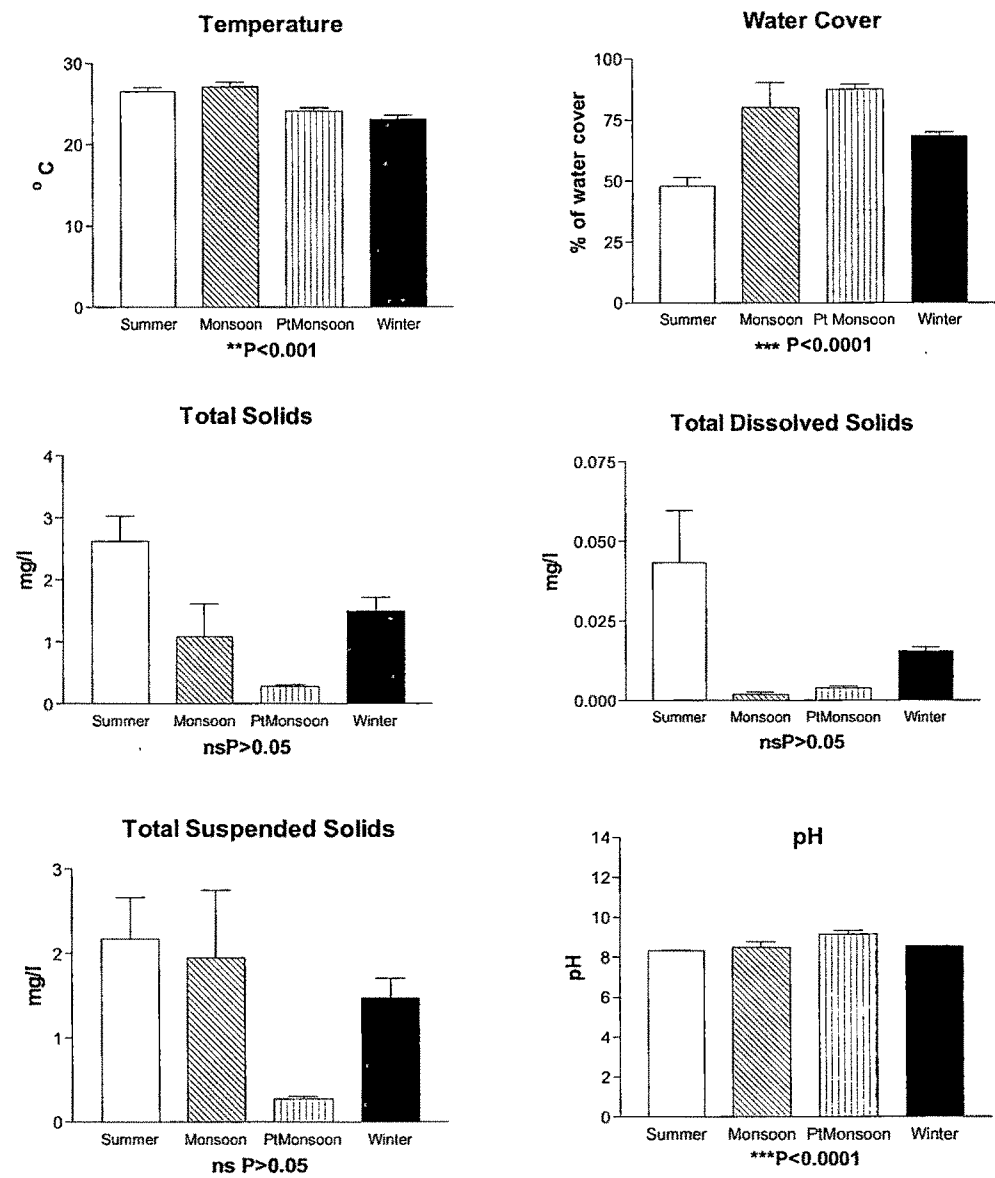 Temperature
30
20
10
0
° C
Summer Monsoon PtMonsoon Winter
**P<0.001
Water Cover
100
75
50
25
0
% of water cover
Summer Monsoon Pt Monsoon Winter
*** P<0.0001
Total Solids
4
3
2
1
0
mg/l
Summer Monsoon PtMonsoon Winter
nsP>0.05
Total Dissolved Solids
0.075
0.050
0.025
0.000
mg/l
Summer Monsoon PtMonsoon Winter
nsP>0.05
Total Suspended Solids
3
2
1
0
mg/l
Summer Monsoon PtMonsoon Winter
ns P>0.05
pH
14
12
10
8
6
4
2
0
pH
Summer Monsoon PtMonsoon Winter
***P<0.0001